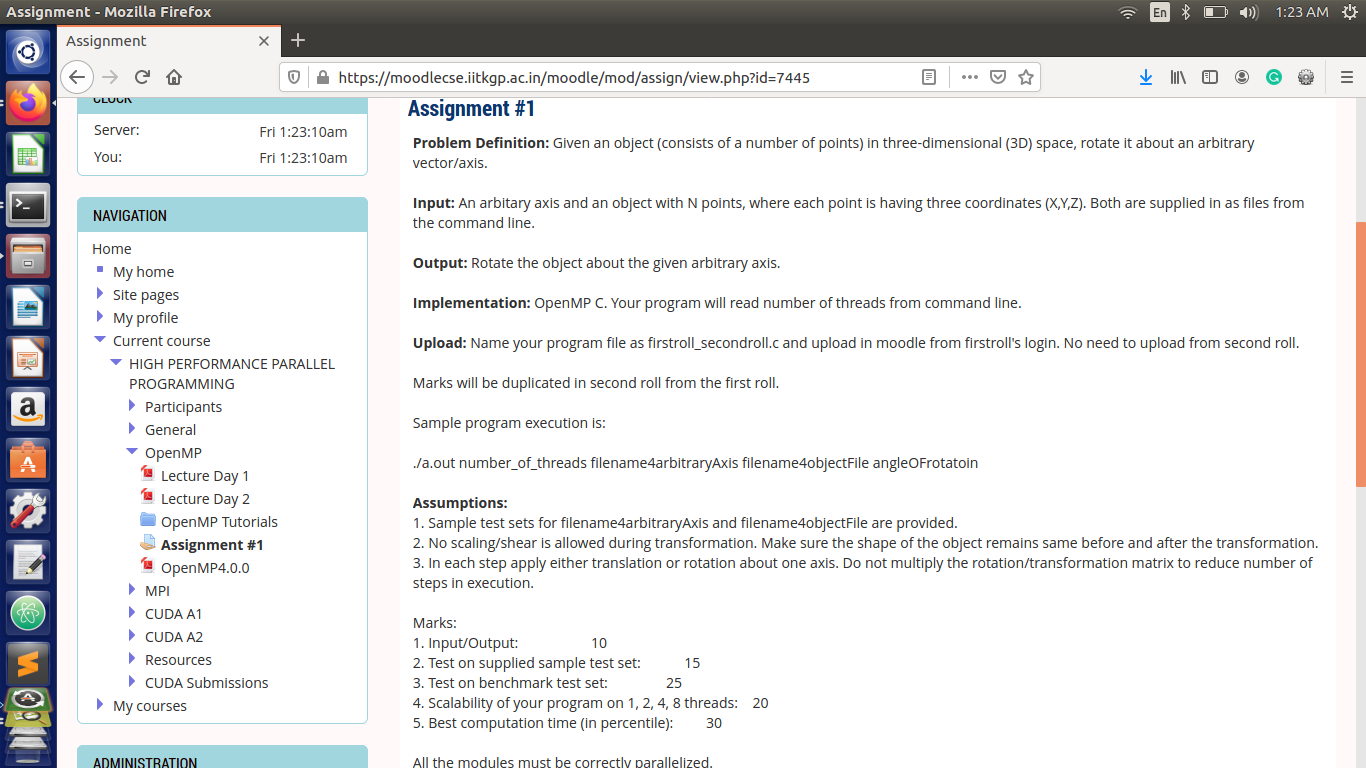 Assignment - Mozilla Firefox
En
1:23 AM
Assignment
https://moodlecse.iitkgp.ac.in/moodle/mod/assign/view.php?id=7445
CLOCK
Server: Fri 1:23:10am
You: Fri 1:23:10am
NAVIGATION
Home
My home
Site pages
My profile
Current course
HIGH PERFORMANCE PARALLEL
PROGRAMMING
Participants
General
OpenMP
Lecture Day 1
Lecture Day 2
OpenMP Tutorials
Assignment #1
OpenMP4.0.0
MPI
CUDA A1
CUDA A2
Resources
CUDA Submissions
My courses
ADMINISTRATION
Assignment #1
Problem Definition: Given an object (consists of a number of points) in three-dimensional (3D) space, rotate it about an arbitrary
vector/axis.
Input: An arbitary axis and an object with N points, where each point is having three coordinates (X,Y,Z). Both are supplied in as files from
the command line.
Output: Rotate the object about the given arbitrary axis.
Implementation: OpenMP C. Your program will read number of threads from command line.
Upload: Name your program file as firstroll_secondroll.c and upload in moodle from firstroll's login. No need to upload from second roll.
Marks will be duplicated in second roll from the first roll.
Sample program execution is:
./a.out number_of_threads filename4arbitraryAxis filename4objectFile angleOFrotatoin
Assumptions:
1. Sample test sets for filename4arbitraryAxis and filename4objectFile are provided.
2. No scaling/shear is allowed during transformation. Make sure the shape of the object remains same before and after the transformation.
3. In each step apply either translation or rotation about one axis. Do not multiply the rotation/transformation matrix to reduce number of
steps in execution.
Marks:
1. Input/Output: 10
2. Test on supplied sample test set: 15
3. Test on benchmark test set: 25
4. Scalability of your program on 1, 2, 4, 8 threads: 20
5. Best computation time (in percentile): 30
All the modules must be correctly parallelized.